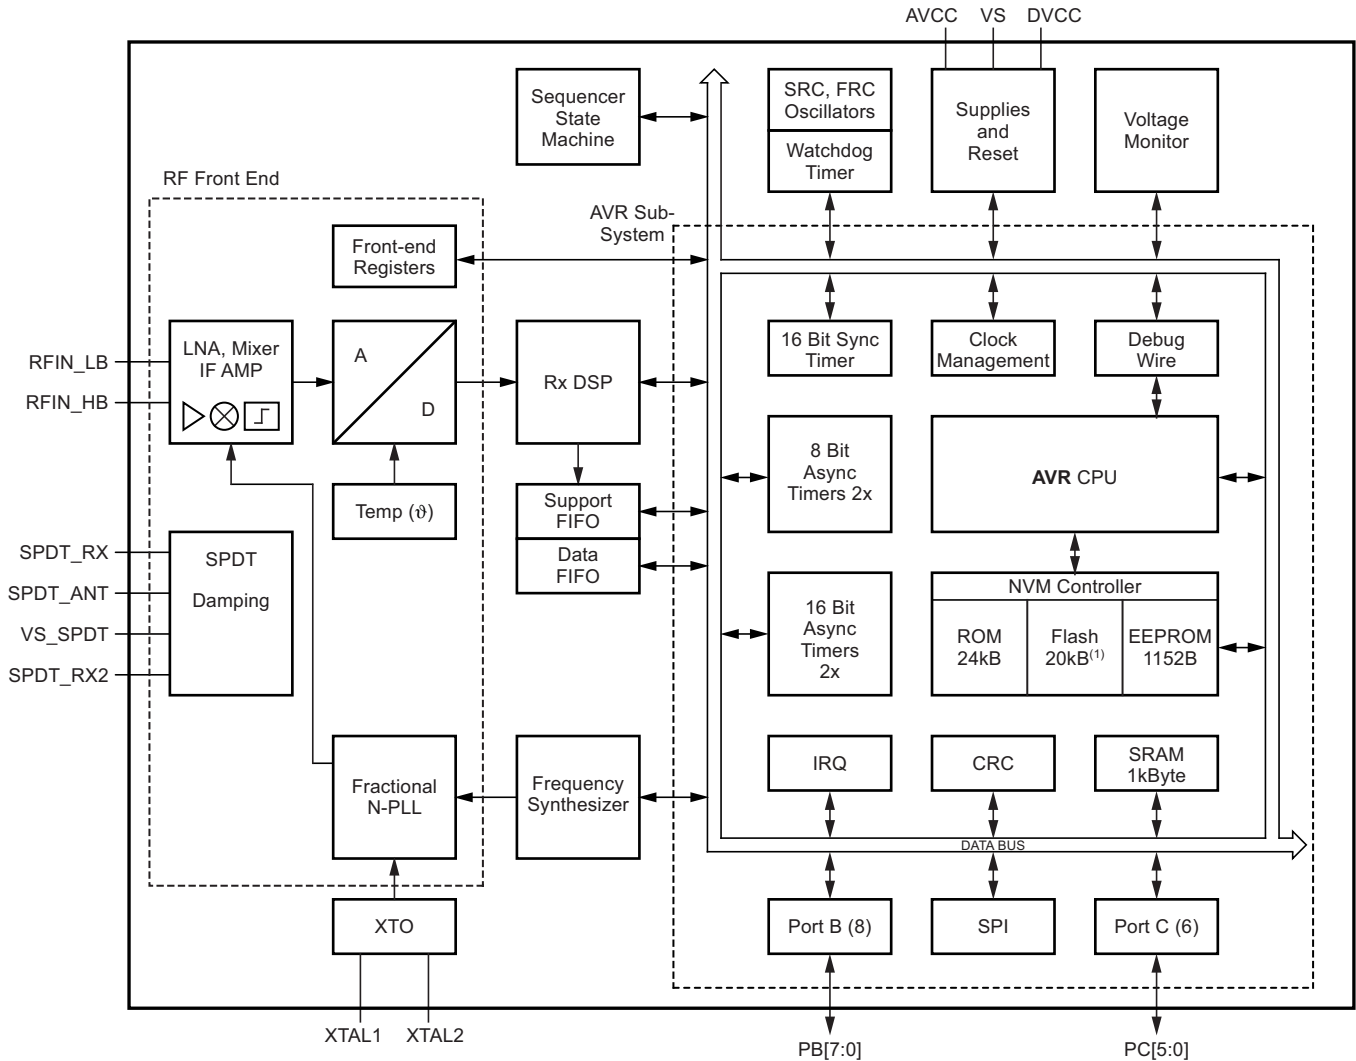 AVCC VS DVCC
Sequencer
State
Machine
SRC, FRC
Oscillators
Watchdog
Timer
Supplies
and
Reset
Voltage
Monitor
RF Front End
AVR Sub-
System
Front-end
Registers
LNA, Mixer
IF AMP
A
D
Rx DSP
16 Bit Sync
Timer
Clock
Management
Debug
Wire
RFIN_LB
RFIN_HB
8 Bit
Async
Timers 2x
AVR CPU
Temp (ϑ)
Support
FIFO
Data
FIFO
SPDT_RX
SPDT_ANT
VS_SPDT
SPDT_RX2
SPDT
Damping
16 Bit
Async
Timers
2x
NVM Controller
ROM
24kB
Flash
20kB(1)
EEPROM
1152B
Fractional
N-PLL
Frequency
Synthesizer
IRQ
CRC
SRAM
1kByte
DATA BUS
XTO
Port B (8)
SPI
Port C (6)
XTAL1 XTAL2
PB[7:0]
PC[5:0]